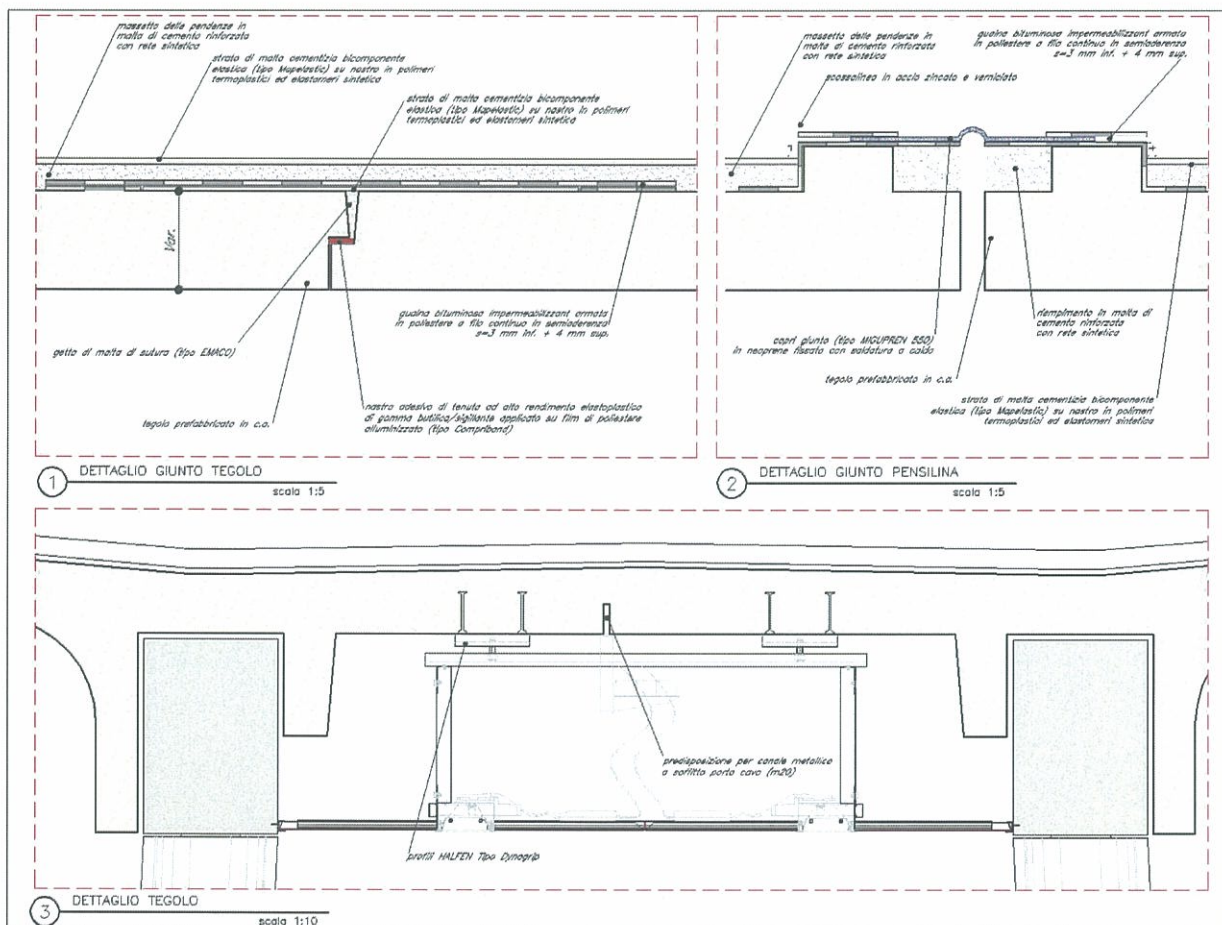 massetto delle pendenze in
malta di cemento rinforzata
con rete sintetica
strato di malta cementizia bicomponente
elastica (tipo Mapelastic) su nastro in polimeri
termoplastici ed elastomeri sintetica
strato di malta cementizia bicomponente
elastica (tipo Mapelastic) su nastro in polimeri
termoplastici ed elastomeri sintetica
Var.
guaina bituminosa impermeabilizzant armata
in poliestere a filo continuo in semiaderenza
s=3 mm inf. + 4 mm sup.
getto di malta di sutura (tipo EMACO)
nastro adesivo di tenuta ad alto rendimento elastoplastico
di gomma butilica/sigillante applicato su film di poliestere
alluminizzato (tipo Compriband)
tegolo prefabbricato in c.a.
1 DETTAGLIO GIUNTO TEGOLO
scala 1:5
massetto delle pendenze in
malta di cemento rinforzata
con rete sintetica
guaina bituminosa impermeabilizzant armata
in poliestere a filo continuo in semiaderenza
s=3 mm inf. + 4 mm sup.
scossalina in accio zincato e verniciato
riempimento in malta di
cemento rinforzata
con rete sintetica
copri giunto (tipo MIGUPREN 550)
in neoprene fissato con saldatura a caldo
tegolo prefabbricato in c.a.
strato di malta cementizia bicomponente
elastica (tipo Mapelastic) su nastro in polimeri
termoplastici ed elastomeri sintetica
2 DETTAGLIO GIUNTO PENSILINA
scala 1:5
predisposizione per canale metallico
a soffitto porta cavo (m20)
profili HALFEN Tipo Dynagrip
3 DETTAGLIO TEGOLO
scala 1:10